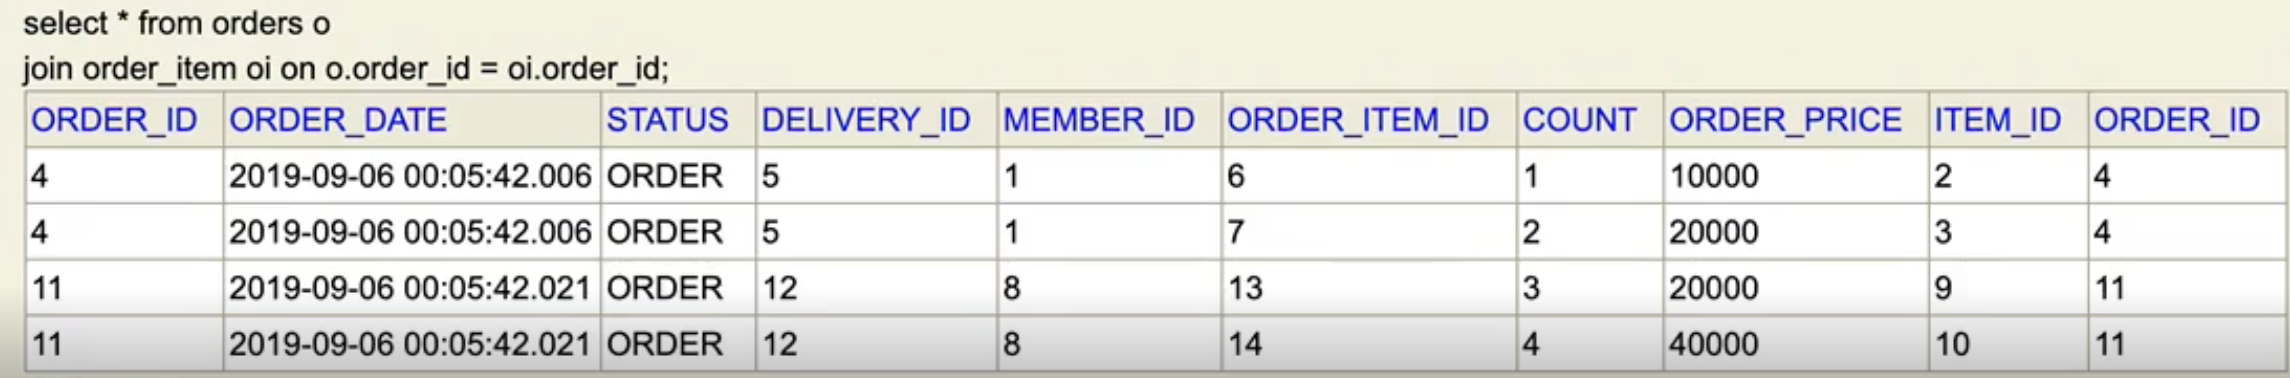 select * from orders o
join order_item oi on o.order_id = oi.order_id;
ORDER_ID ORDER_DATE STATUS DELIVERY_ID MEMBER_ID ORDER_ITEM_ID COUNT ORDER_PRICE ITEM_ID ORDER_ID
4 2019-09-06 00:05:42.006 ORDER 5 1 6 1 10000 2 4
4 2019-09-06 00:05:42.006 ORDER 5 1 7 2 20000 3 4
11 2019-09-06 00:05:42.021 ORDER 12 8 13 3 20000 9 11
11 2019-09-06 00:05:42.021 ORDER 12 8 14 4 40000 10 11